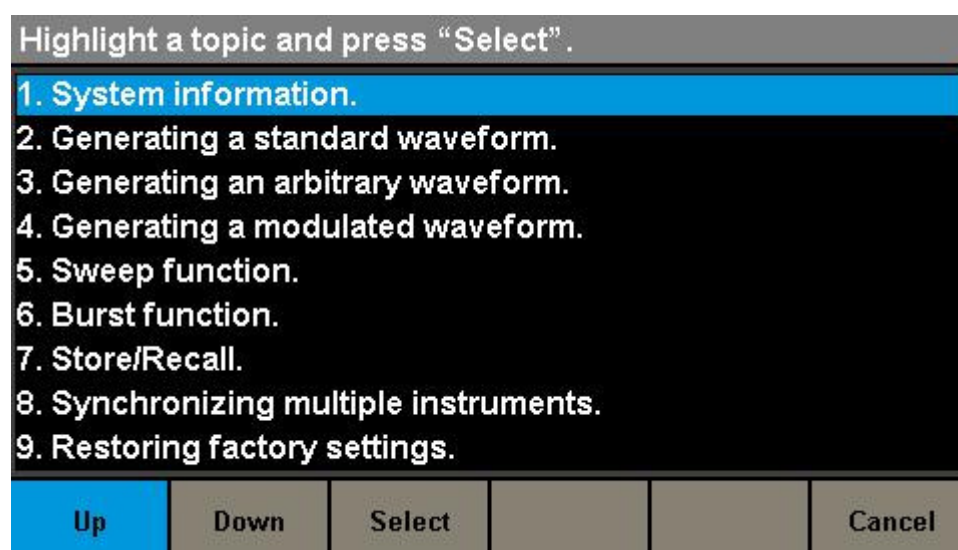 Highlight a topic and press “Select”.
1. System information.
2. Generating a standard waveform.
3. Generating an arbitrary waveform.
4. Generating a modulated waveform.
5. Sweep function.
6. Burst function.
7. Store/Recall.
8. Synchronizing multiple instruments.
9. Restoring factory settings.
Up Down Select Cancel